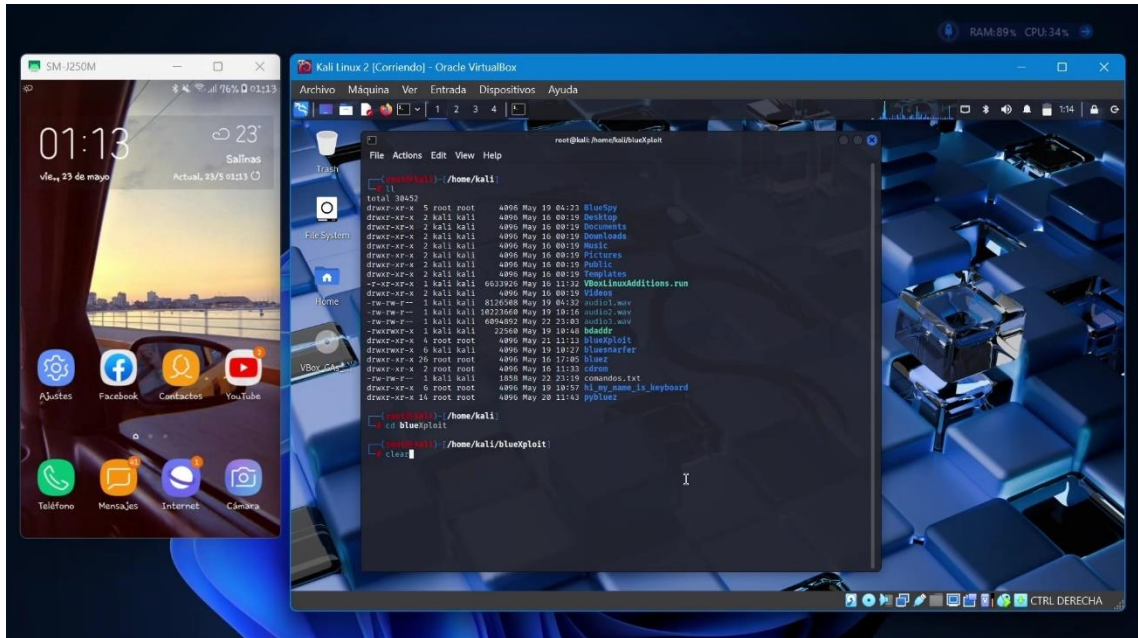 RAM:89% CPU:34%
SM-J250M
76% 01:13
01:13
23°
Salinas
vie., 23 de mayo
Actual. 23/5 01:13
Ajustes
Facebook
Contactos
2
YouTube
41
1
Teléfono
Mensajes
Internet
Cámara
Kali Linux 2 [Corriendo] - Oracle VirtualBox
Archivo Máquina Ver Entrada Dispositivos Ayuda
1 2 3 4
1:14
Trash
File System
Home
VBox_GAs_
root@kali: /home/kali/blueXploit
File Actions Edit View Help
(root@kali)-[/home/kali]
# ll
total 30452
drwxr-xr-x 5 root root 4096 May 19 04:23 BlueSpy
drwxr-xr-x 2 kali kali 4096 May 16 00:19 Desktop
drwxr-xr-x 2 kali kali 4096 May 16 00:19 Documents
drwxr-xr-x 2 kali kali 4096 May 16 00:19 Downloads
drwxr-xr-x 2 kali kali 4096 May 16 00:19 Music
drwxr-xr-x 2 kali kali 4096 May 16 00:19 Pictures
drwxr-xr-x 2 kali kali 4096 May 16 00:19 Public
drwxr-xr-x 2 kali kali 4096 May 16 00:19 Templates
-r-xr-xr-x 1 kali kali 6633926 May 16 11:32 VBoxLinuxAdditions.run
drwxr-xr-x 2 kali kali 4096 May 16 00:19 Videos
-rw-rw-r-- 1 kali kali 8126508 May 19 04:32 audio1.wav
-rw-rw-r-- 1 kali kali 10223660 May 19 10:16 audio2.wav
-rw-rw-r-- 1 kali kali 6094892 May 22 23:03 audio3.wav
-rwxrwxr-x 1 kali kali 22560 May 19 10:48 bdaddr
drwxr-xr-x 4 root root 4096 May 21 11:13 blueXploit
drwxrwxr-x 6 kali kali 4096 May 19 10:27 bluesnarfer
drwxrwxr-x 26 root root 4096 May 16 17:05 bluez
drwxr-xr-x 2 root root 4096 May 16 11:33 cdrom
-rw-rw-r-- 1 kali kali 1858 May 22 23:19 comandos.txt
drwxr-xr-x 6 root root 4096 May 19 10:57 hi_my_name_is_keyboard
drwxr-xr-x 14 root root 4096 May 20 11:43 pybluez
(root@kali)-[/home/kali]
# cd blueXploit
(root@kali)-[/home/kali/blueXploit]
# clear
CTRL DERECHA